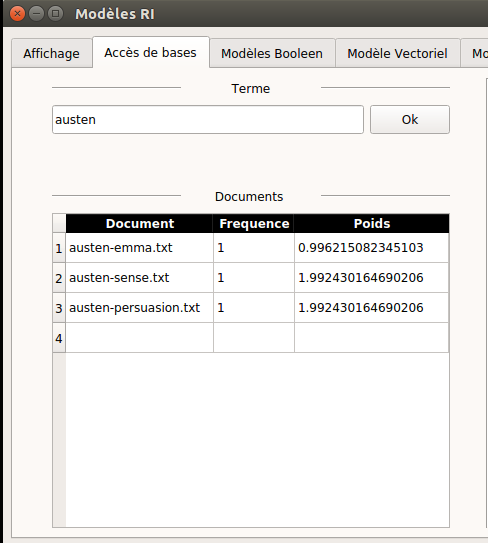 Modèles RI
Affichage Accès de bases Modèles Booleen Modèle Vectoriel Mo
Terme
austen Ok
Documents
Document Frequence Poids
1 austen-emma.txt 1 0.996215082345103
2 austen-sense.txt 1 1.992430164690206
3 austen-persuasion.txt 1 1.992430164690206
4